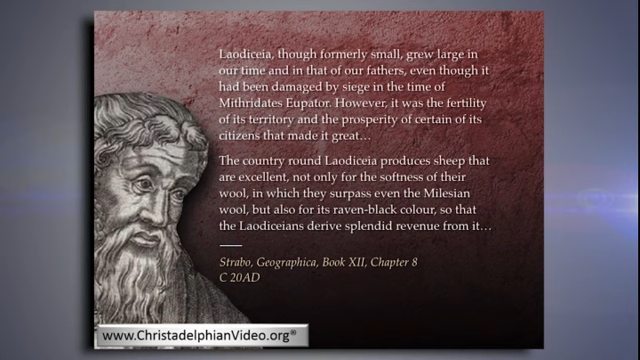 Laodiceia, though formerly small, grew large in
our time and in that of our fathers, even though it
had been damaged by siege in the time of
Mithridates Eupator. However, it was the fertility
of its territory and the prosperity of certain of its
citizens that made it great…
The country round Laodiceia produces sheep that
are excellent, not only for the softness of their
wool, in which they surpass even the Milesian
wool, but also for its raven-black colour, so that
the Laodiceians derive splendid revenue from it…
Strabo, Geographica, Book XII, Chapter 8
C 20AD
www.ChristadelphianVideo.org®